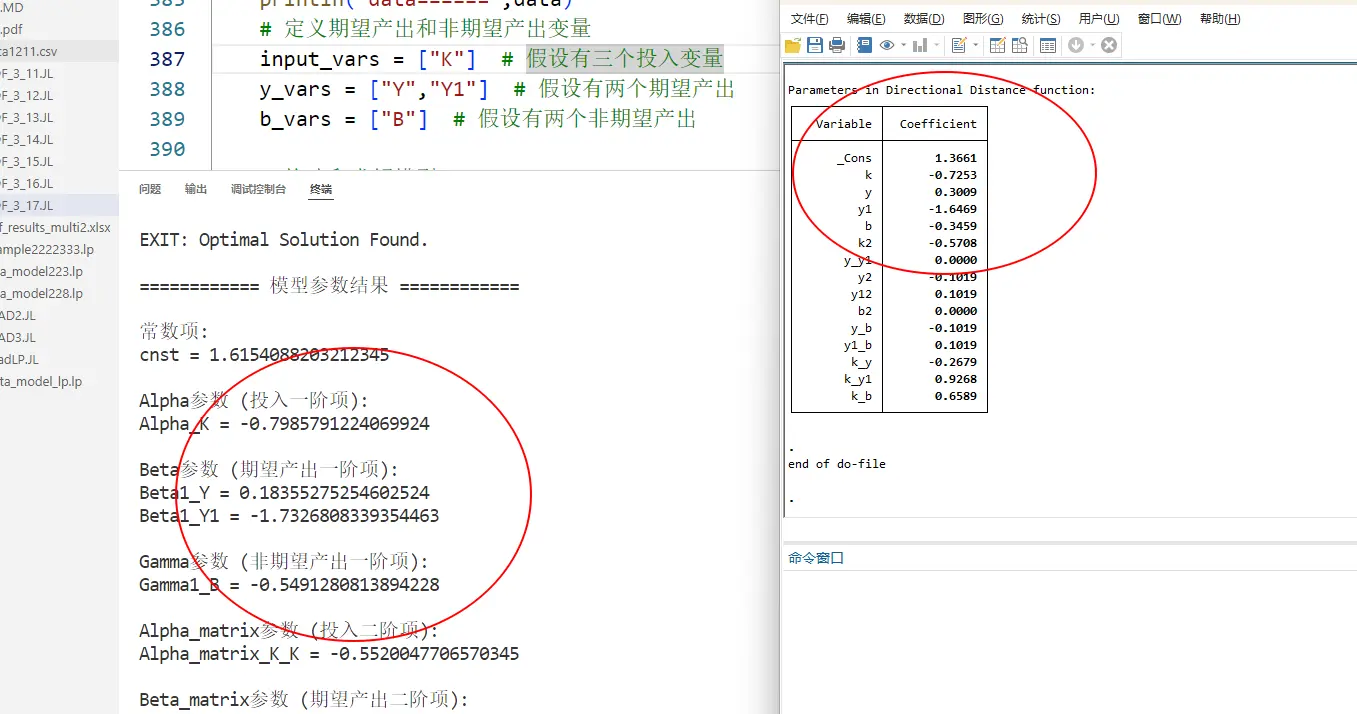 .MD
.pdf
ta1211.csv
F_3_11.JL
F_3_12.JL
F_3_13.JL
F_3_14.JL
F_3_15.JL
F_3_16.JL
F_3_17.JL
f_results_multi2.xlsx
ample2222333.lp
a_model223.lp
a_model228.lp
AD2.JL
AD3.JL
adLP.JL
ta_model_lp.lp
385 println("data======",data)
386 # 定义期望产出和非期望产出变量
387 input_vars = ["K"] # 假设有三个投入变量
388 y_vars = ["Y","Y1"] # 假设有两个期望产出
389 b_vars = ["B"] # 假设有两个非期望产出
390
问题 输出 调试控制台 终端
EXIT: Optimal Solution Found.
============ 模型参数结果 ============
常数项:
cnst = 1.6154088203212345
Alpha参数 (投入一阶项):
Alpha_K = -0.7985791224069924
Beta参数 (期望产出一阶项):
Beta1_Y = 0.18355275254602524
Beta1_Y1 = -1.7326808339354463
Gamma参数 (非期望产出一阶项):
Gamma1_B = -0.5491280813894228
Alpha_matrix参数 (投入二阶项):
Alpha_matrix_K_K = -0.5520047706570345
Beta_matrix参数 (期望产出二阶项):
文件(F) 编辑(E) 数据(D) 图形(G) 统计(S) 用户(U) 窗口(W) 帮助(H)
Parameters in Directional Distance function:
Variable Coefficient
_Cons 1.3661
k -0.7253
y 0.3009
y1 -1.6469
b -0.3459
k2 -0.5708
y_y1 0.0000
y2 -0.1019
y12 0.1019
b2 0.0000
y_b -0.1019
y1_b 0.1019
k_y -0.2679
k_y1 0.9268
k_b 0.6589
.
end of do-file
.
命令窗口